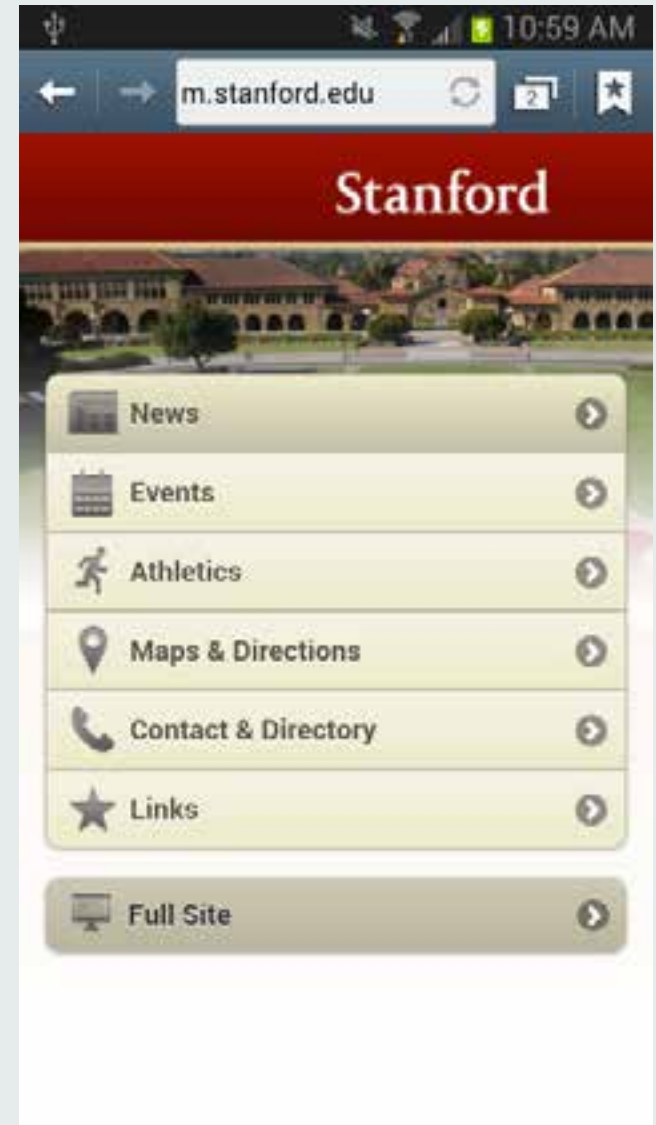 10:59 AM
m.stanford.edu
2
Stanford
News
Events
Athletics
Maps & Directions
Contact & Directory
Links
Full Site